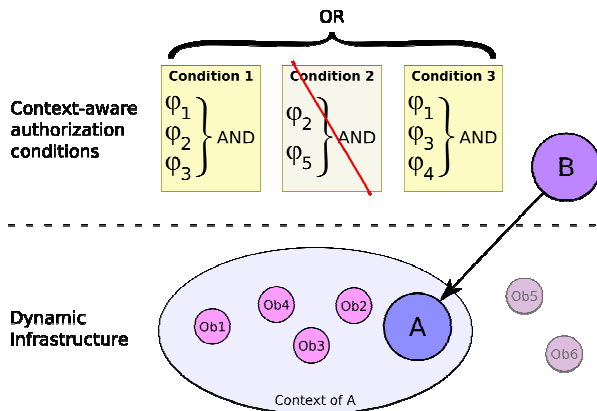 OR
Condition 1
Condition 2
Condition 3
φ1
φ2
φ3
AND
φ2
φ5
AND
φ1
φ3
φ4
AND
Context-aware
authorization
conditions
B
Dynamic
Infrastructure
Ob1
Ob4
Ob3
Ob2
A
Ob5
Ob6
Context of A